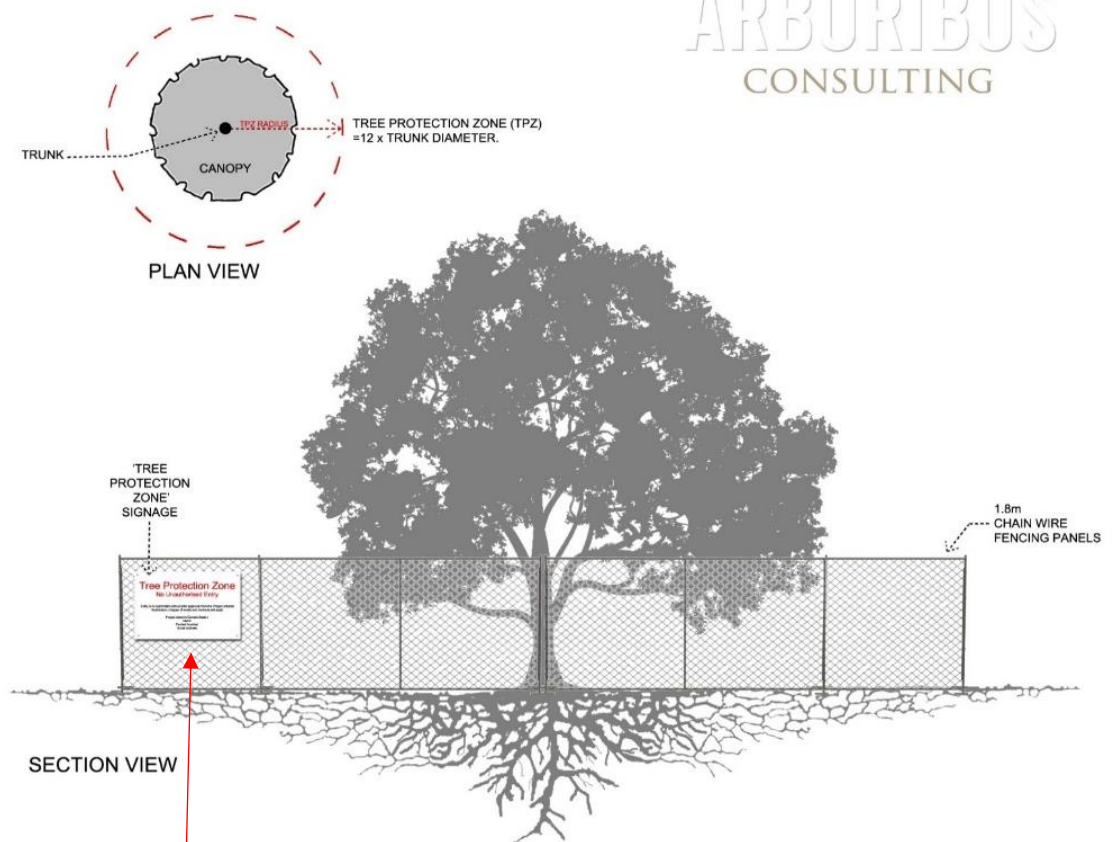 ARBORIBUS
CONSULTING
TPZ RADIUS
TREE PROTECTION ZONE (TPZ)
=12 x TRUNK DIAMETER.
TRUNK
CANOPY
PLAN VIEW
'TREE
PROTECTION
ZONE'
SIGNAGE
1.8m
CHAIN WIRE
FENCING PANELS
Tree Protection Zone
No Unauthorised Entry
SECTION VIEW